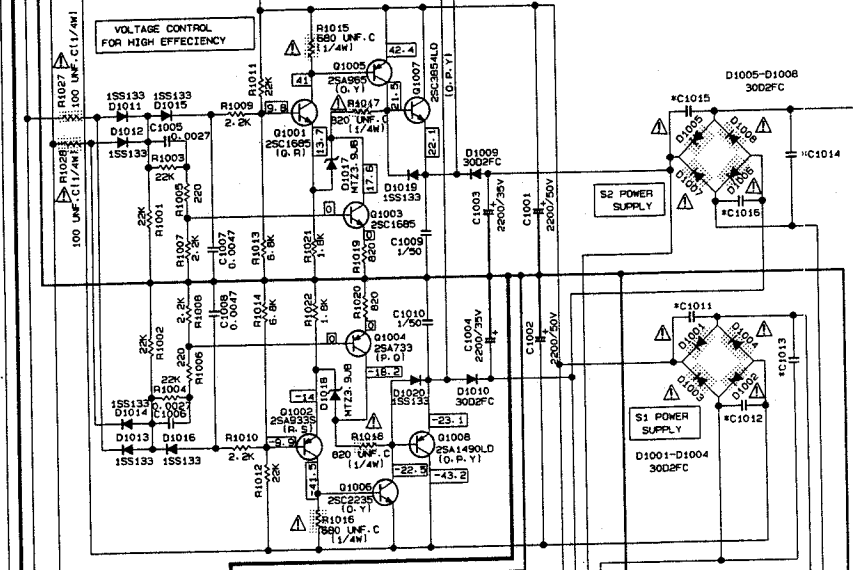 VOLTAGE CONTROL
FOR HIGH EFFECIENCY
R1027
100 UNF.C(1/4W)
R1028
100 UNF.C(1/4W)
1SS133
D1011
1SS133
D1015
D1012
1SS133
C1005
0.0027
R1003
22K
R1005
220
R1001
22K
R1007
2.2K
C1007
0.0047
R1009
2.2K
R1011
22K
9.9
R1013
6.8K
Q1001
2SC1685
(Q.R)
41
R1015
680 UNF.C
(1/4W)
Q1005
2SA965
(O.Y)
42.4
Q1007
2SC3854LD
(O.P.Y)
R1017
820 UNF.C
(1/4W)
21.5
22.1
13.7
D1017
MTZ3.9JB
17.6
D1019
1SS133
D1009
30D2FC
0
Q1003
2SC1685
0
R1021
1.8K
R1019
820
C1009
1/50
C1003
2200/35V
C1001
2200/50V
D1005-D1008
30D2FC
*C1015
D1005
D1008
D1007
D1006
*C1016
*C1014
S2 POWER
SUPPLY
R1002
22K
R1008
2.2K
C1008
0.0047
R1014
6.8K
R1022
1.8K
R1020
820
C1010
1/50
C1004
2200/35V
C1002
2200/50V
R1006
220
22K
R1004
0.0027
C1006
1SS133
D1014
D1013
1SS133
D1016
1SS133
R1010
2.2K
R1012
22K
-9.9
Q1002
2SA933S
(R.S)
-14
-41.5
0
0
Q1004
2SA733
(P.Q)
-18.2
D1018
MTZ3.9JB
R1018
820 UNF.C
(1/4W)
D1020
1SS133
D1010
30D2FC
-23.1
Q1008
2SA1490LD
(O.P.Y)
-22.5
-43.2
Q1006
2SC2235
(O.Y)
R1016
680 UNF.C
(1/4W)
*C1011
D1001
D1004
D1003
D1002
*C1012
*C1013
S1 POWER
SUPPLY
D1001-D1004
30D2FC